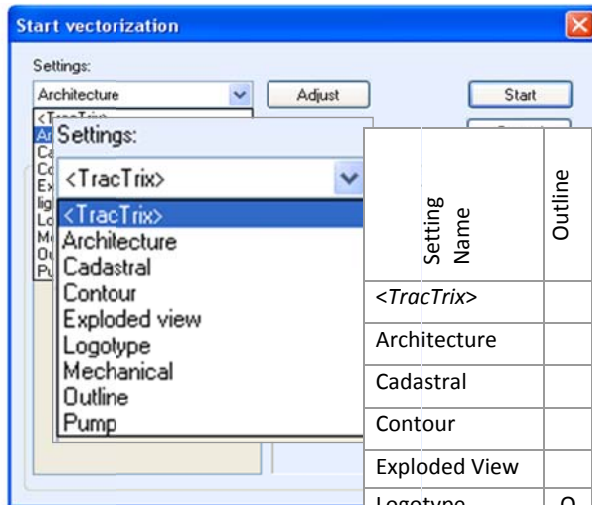 Start vectorization
Settings:
Architecture
Adjust
Start
Settings:
<TracTrix>
<TracTrix>
Architecture
Cadastral
Contour
Exploded view
Logotype
Mechanical
Outline
Pump
Setting
Name
Outline
<TracTrix>
Architecture
Cadastral
Contour
Exploded View
Logotype